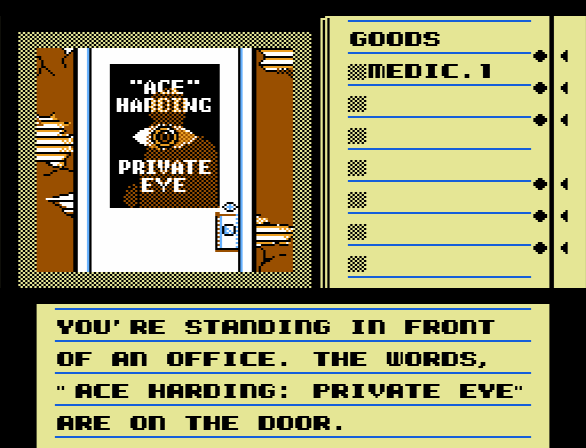 "ACE"
HARDING
PRIVATE
EYE
GOODS
MEDIC.1
YOU'RE STANDING IN FRONT
OF AN OFFICE. THE WORDS,
"ACE HARDING: PRIVATE EYE"
ARE ON THE DOOR.